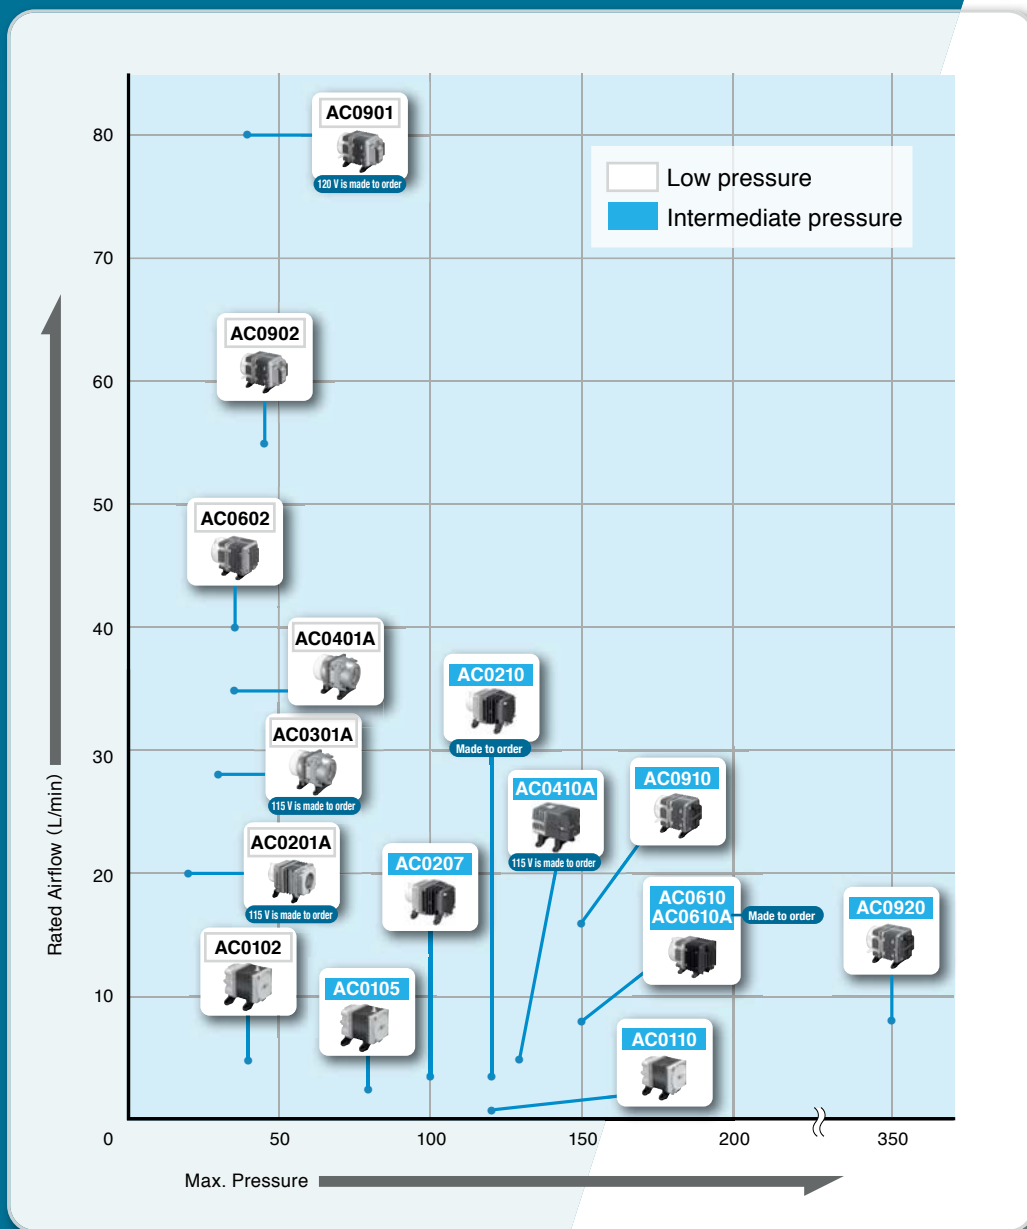 AC0901
120 V is made to order
80
Low pressure
Intermediate pressure
70
AC0902
60
50
AC0602
40
AC0401A
AC0210
Made to order
AC0301A
115 V is made to order
30
AC0410A
115 V is made to order
AC0910
AC0201A
115 V is made to order
20
AC0207
AC0610
AC0610A
Made to order
AC0920
AC0102
AC0105
10
AC0110
Rated Airflow (L/min)
0
50
100
150
200
350
Max. Pressure